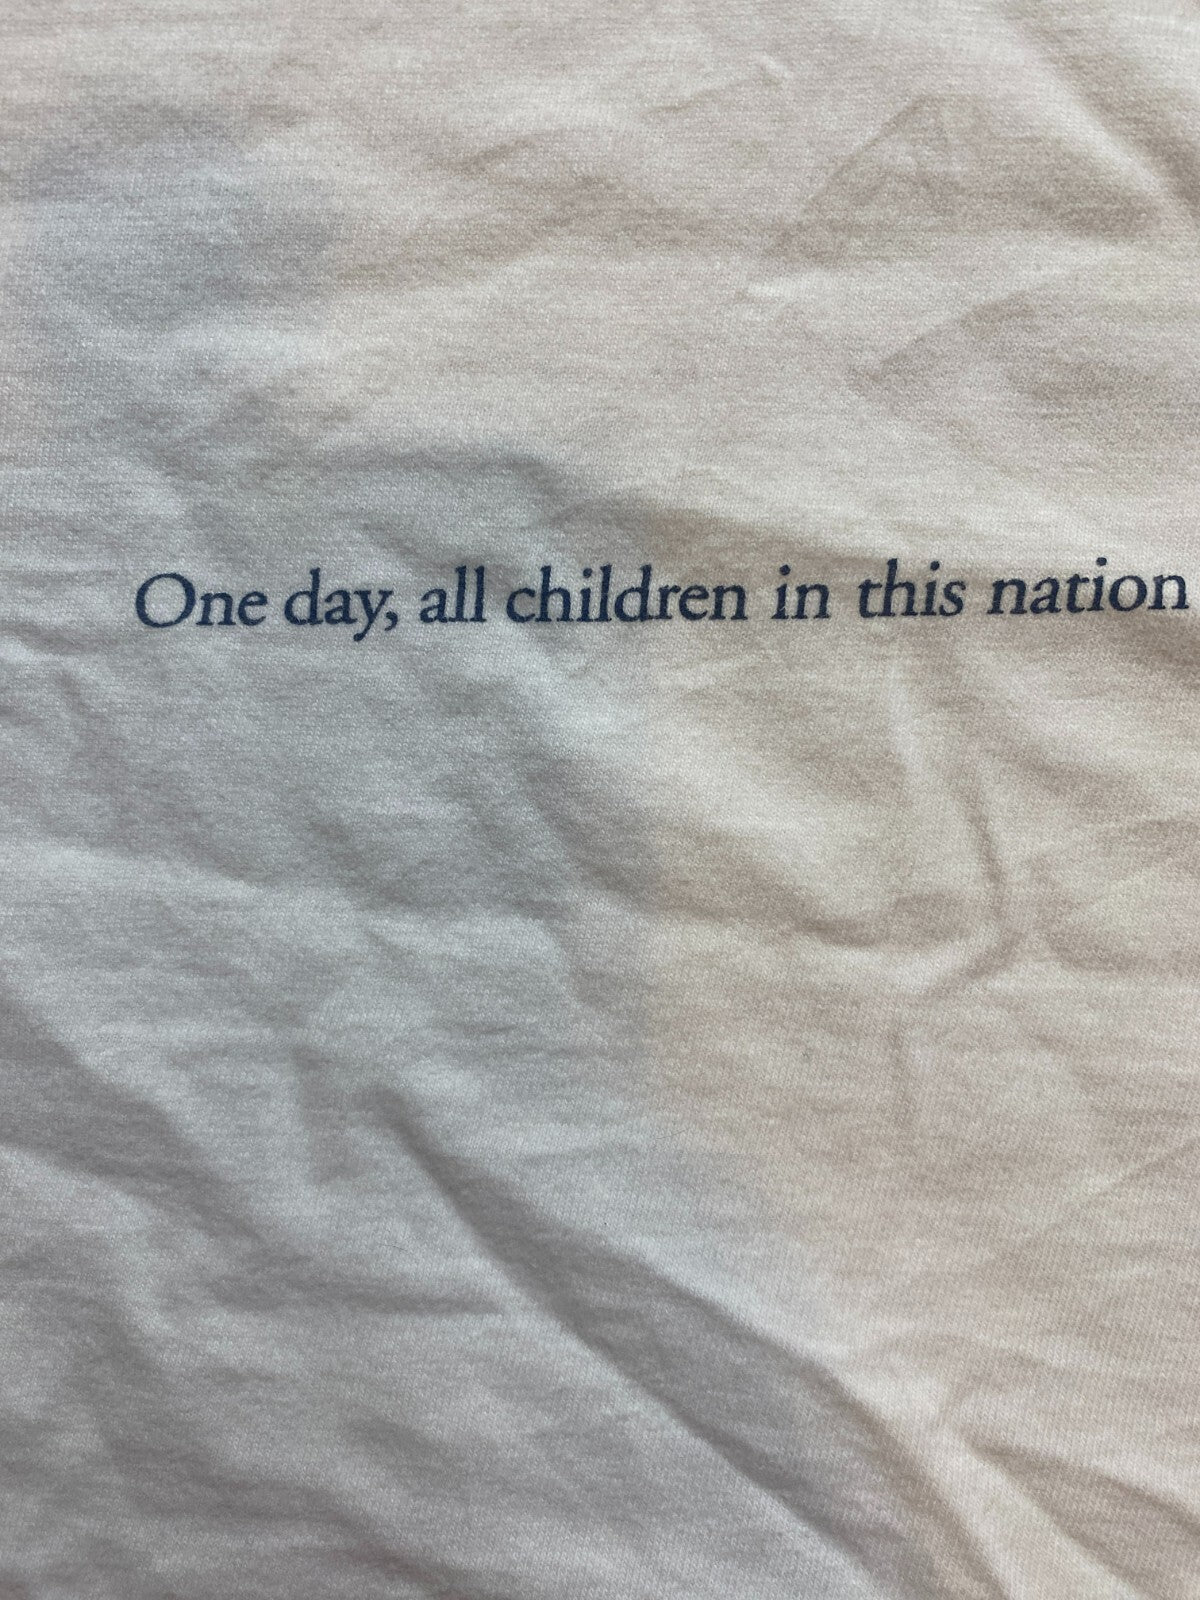 One day, all children in this nation